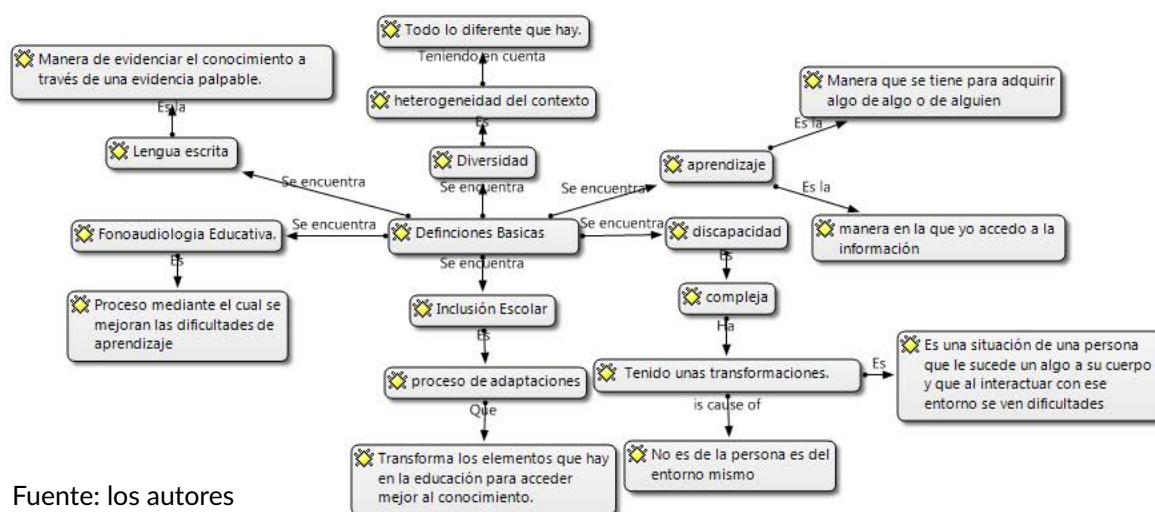 Todo lo diferente que hay.
Teniendo en cuenta
Manera de evidenciar el conocimiento a
través de una evidencia palpable.
Es la
heterogeneidad del contexto
Es
Manera que se tiene para adquirir
algo de algo o de alguien
Es la
Lengua escrita
Diversidad
aprendizaje
Se encuentra
Se encuentra
Se encuentra
Es la
Fonoaudiologia Educativa.
Se encuentra
Definciones Basicas
Se encuentra
discapacidad
manera en la que yo accedo a la
información
Es
Se encuentra
Es
Proceso mediante el cual se
mejoran las dificultades de
aprendizaje
Inclusión Escolar
compleja
Es
Ha
proceso de adaptaciones
Tenido unas transformaciones.
Es
Es una situación de una persona
que le sucede un algo a su cuerpo
y que al interactuar con ese
entorno se ven dificultades
Que
is cause of
Transforma los elementos que hay
en la educación para acceder
mejor al conocimiento.
No es de la persona es del
entorno mismo
Fuente: los autores